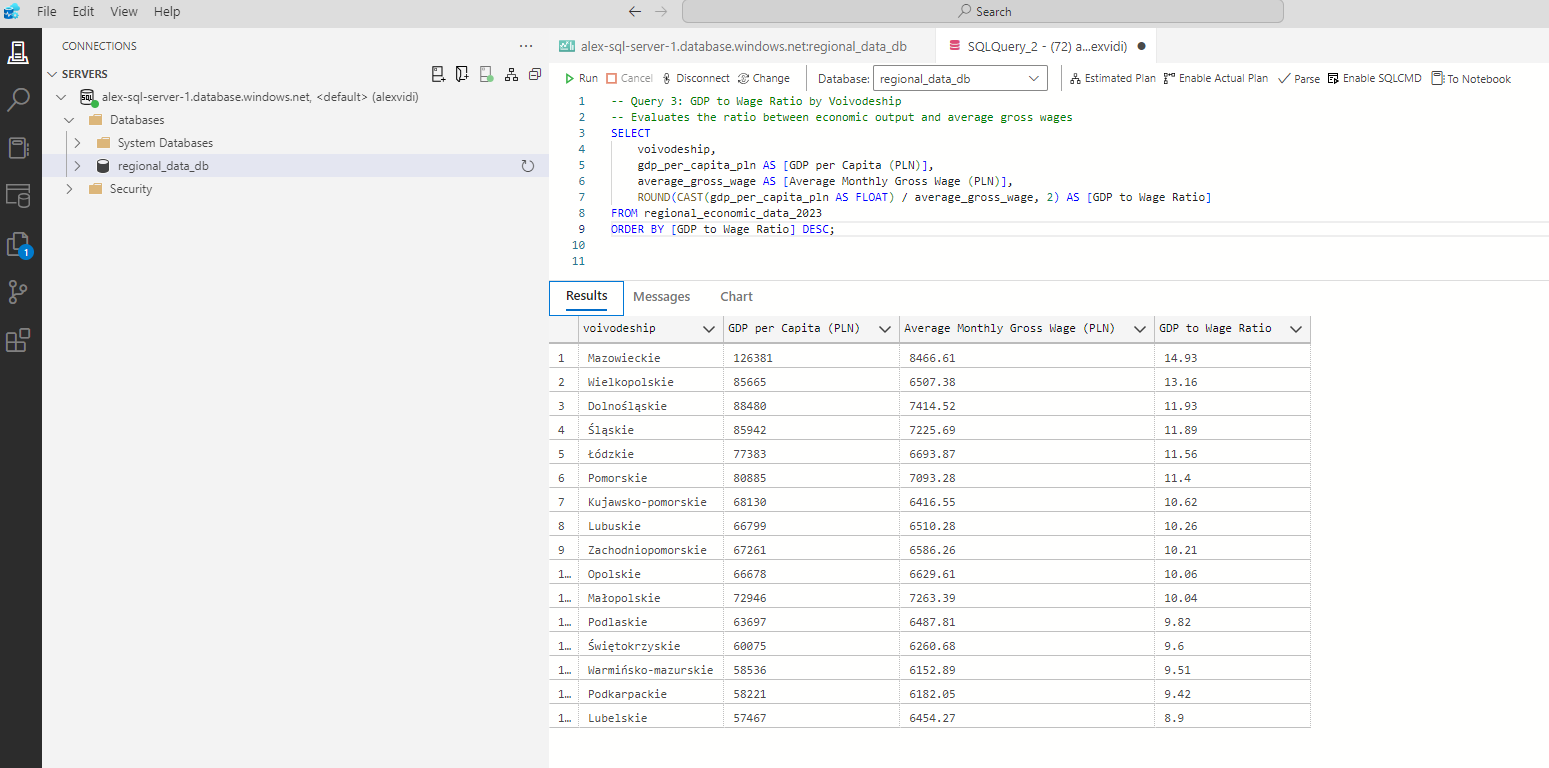 File Edit View Help
Search
CONNECTIONS
SERVERS
alex-sql-server-1.database.windows.net, <default> (alexvidi)
Databases
System Databases
regional_data_db
Security
1
alex-sql-server-1.database.windows.net:regional_data_db
SQLQuery_2 - (72) a...exvidi)
Run Cancel Disconnect Change Database: regional_data_db Estimated Plan Enable Actual Plan Parse Enable SQLCMD To Notebook
1 -- Query 3: GDP to Wage Ratio by Voivodeship
2 -- Evaluates the ratio between economic output and average gross wages
3 SELECT
4 voivodeship,
5 gdp_per_capita_pln AS [GDP per Capita (PLN)],
6 average_gross_wage AS [Average Monthly Gross Wage (PLN)],
7 ROUND(CAST(gdp_per_capita_pln AS FLOAT) / average_gross_wage, 2) AS [GDP to Wage Ratio]
8 FROM regional_economic_data_2023
9 ORDER BY [GDP to Wage Ratio] DESC;
10
11
Results Messages Chart
voivodeship GDP per Capita (PLN) Average Monthly Gross Wage (PLN) GDP to Wage Ratio
1 Mazowieckie 126381 8466.61 14.93
2 Wielkopolskie 85665 6507.38 13.16
3 Dolnośląskie 88480 7414.52 11.93
4 Śląskie 85942 7225.69 11.89
5 Łódzkie 77383 6693.87 11.56
6 Pomorskie 80885 7093.28 11.4
7 Kujawsko-pomorskie 68130 6416.55 10.62
8 Lubuskie 66799 6510.28 10.26
9 Zachodniopomorskie 67261 6586.26 10.21
1... Opolskie 66678 6629.61 10.06
1... Małopolskie 72946 7263.39 10.04
1... Podlaskie 63697 6487.81 9.82
1... Świętokrzyskie 60075 6260.68 9.6
1... Warmińsko-mazurskie 58536 6152.89 9.51
1... Podkarpackie 58221 6182.05 9.42
1... Lubelskie 57467 6454.27 8.9